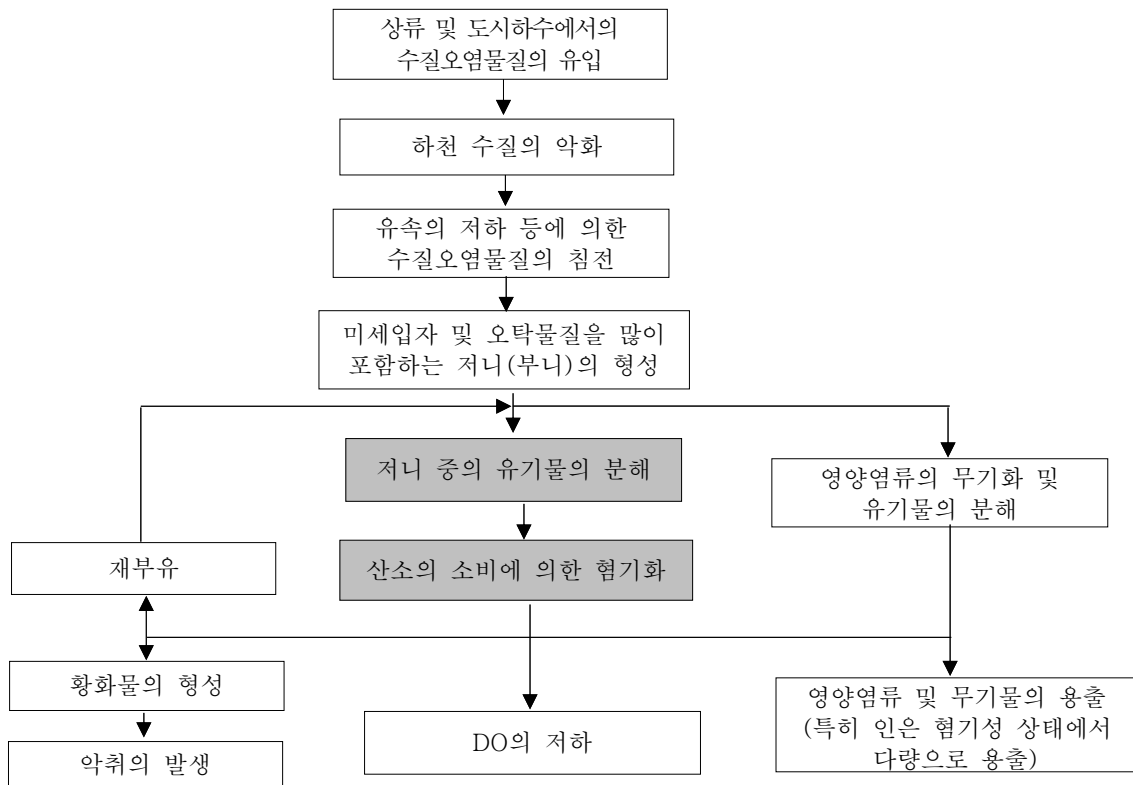 상류 및 도시하수에서의
수질오염물질의 유입
하천 수질의 악화
유속의 저하 등에 의한
수질오염물질의 침전
미세입자 및 오탁물질을 많이
포함하는 저니(부니)의 형성
저니 중의 유기물의 분해
영양염류의 무기화 및
유기물의 분해
재부유
산소의 소비에 의한 혐기화
황화물의 형성
악취의 발생
DO의 저하
영양염류 및 무기물의 용출
(특히 인은 혐기성 상태에서
다량으로 용출)